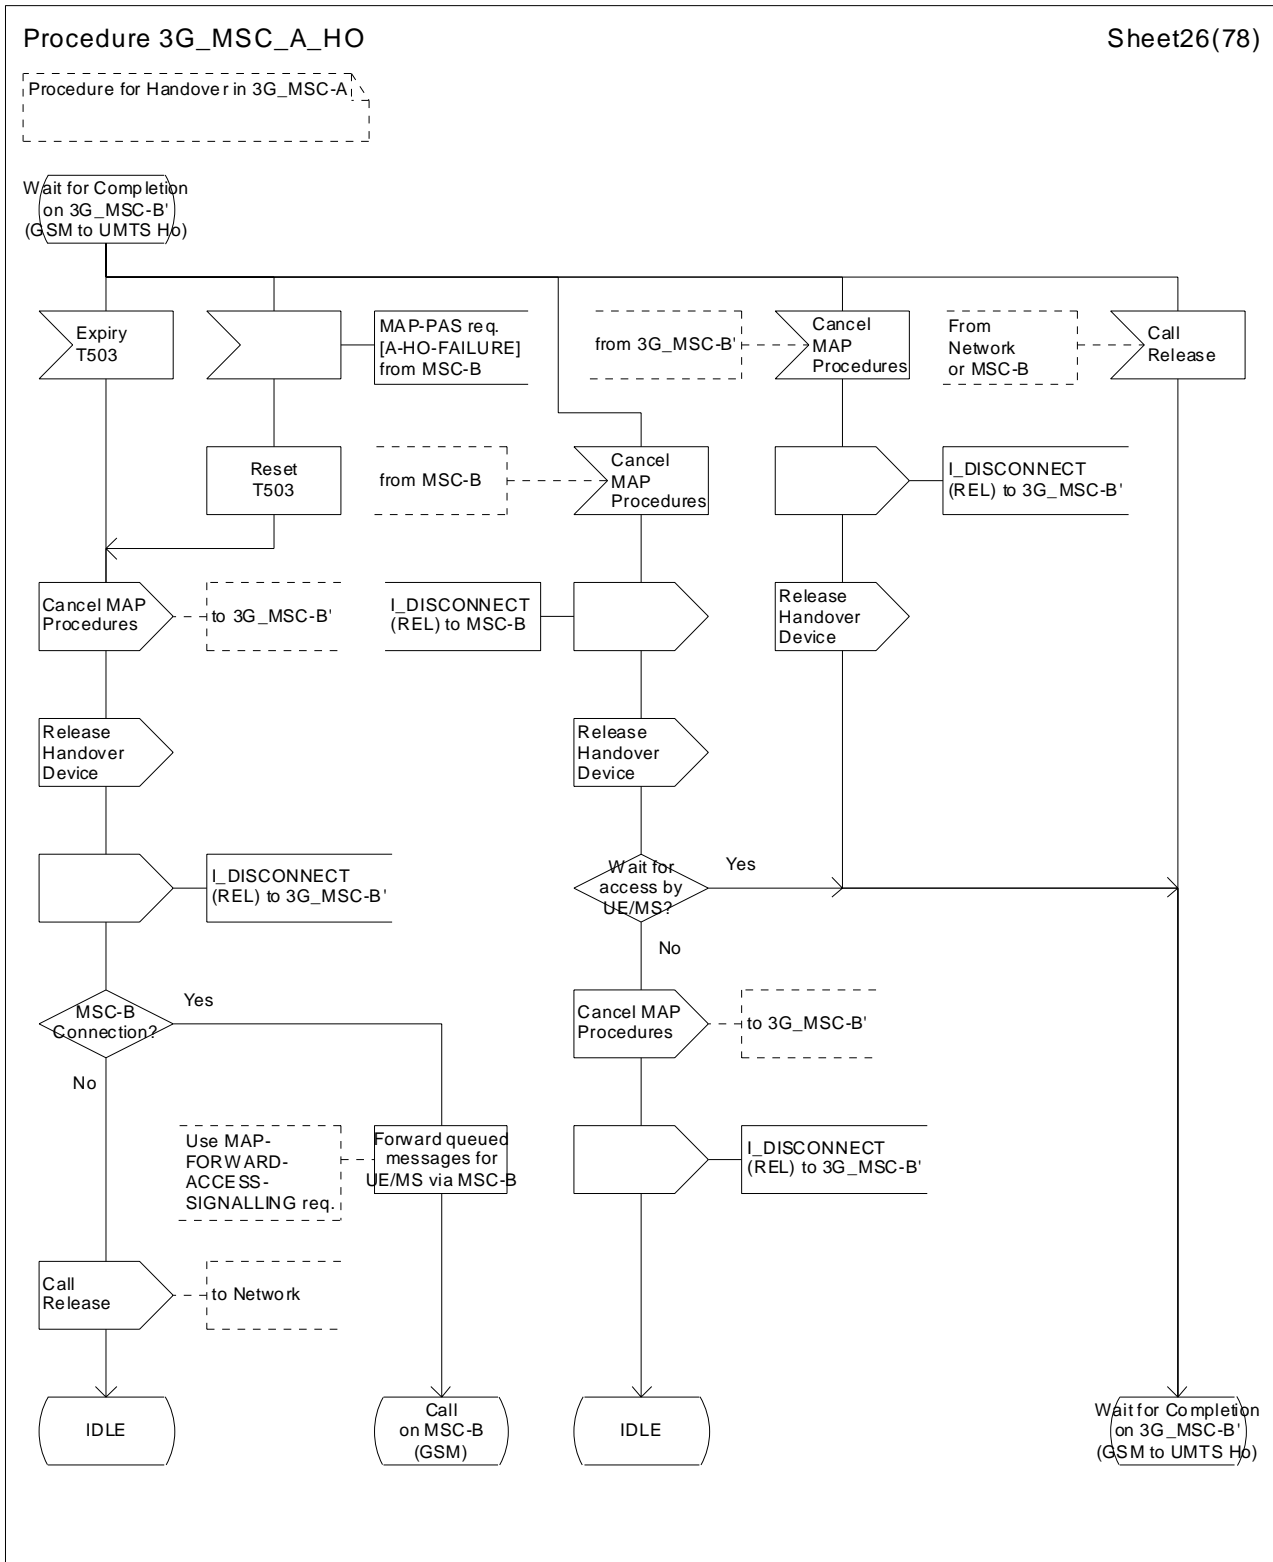 Procedure 3G_MSC_A_HO
Sheet26(78)
Procedure for Handover in 3G_MSC-A
Wait for Completion
on 3G_MSC-B'
(GSM to UMTS Ho)
Expiry
T503
MAP-PAS req.
[A-HO-FAILURE]
from MSC-B
from 3G_MSC-B'
Cancel
MAP
Procedures
From
Network
or MSC-B
Call
Release
Reset
T503
from MSC-B
Cancel
MAP
Procedures
I_DISCONNECT
(REL) to 3G_MSC-B'
Cancel MAP
Procedures
to 3G_MSC-B'
I_DISCONNECT
(REL) to MSC-B
Release
Handover
Device
Release
Handover
Device
Release
Handover
Device
I_DISCONNECT
(REL) to 3G_MSC-B'
Wait for
access by
UE/MS?
Yes
No
MSC-B
Connection?
Yes
No
Cancel MAP
Procedures
to 3G_MSC-B'
Use MAP-
FORWARD-
ACCESS-
SIGNALLING req.
Forward queued
messages for
UE/MS via MSC-B
I_DISCONNECT
(REL) to 3G_MSC-B'
Call
Release
to Network
IDLE
Call
on MSC-B
(GSM)
IDLE
Wait for Completion
on 3G_MSC-B'
(GSM to UMTS Ho)